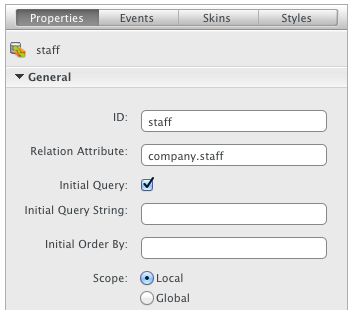 Properties Events Skins Styles
staff
General
ID: staff
Relation Attribute: company.staff
Initial Query:
Initial Query String:
Initial Order By:
Scope: Local
Global